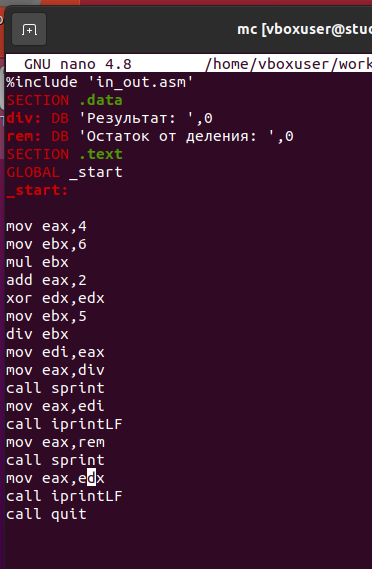 mc [vboxuser@stud
GNU nano 4.8 /home/vboxuser/work
%include 'in_out.asm'
SECTION .data
div: DB 'Результат: ',0
rem: DB 'Остаток от деления: ',0
SECTION .text
GLOBAL _start
_start:
mov eax,4
mov ebx,6
mul ebx
add eax,2
xor edx,edx
mov ebx,5
div ebx
mov edi,eax
mov eax,div
call sprint
mov eax,edi
call iprintLF
mov eax,rem
call sprint
mov eax,edx
call iprintLF
call quit